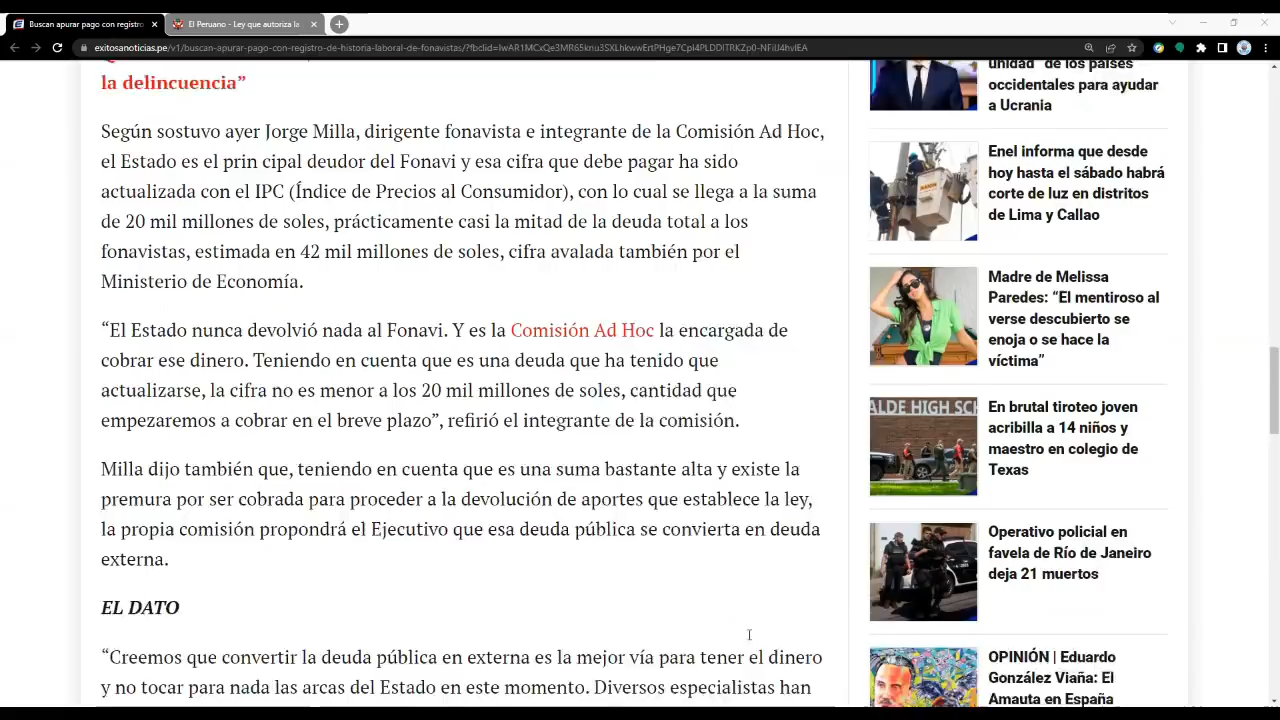 Buscan apurar pago con registro
El Peruano - Ley que autoriza la
exitosanoticias.pe/v1/buscan-apurar-pago-con-registro-de-historia-laboral-de-fonavistas/?fbclid=IwAR1MCxQe3MR65kmu3SXLhkwwErtPHge7CpI4PLDDITRKZp0-NFiU4hvIEA
la delincuencia”
Según sostuvo ayer Jorge Milla, dirigente fonavista e integrante de la Comisión Ad Hoc,
el Estado es el prin cipal deudor del Fonavi y esa cifra que debe pagar ha sido
actualizada con el IPC (Índice de Precios al Consumidor), con lo cual se llega a la suma
de 20 mil millones de soles, prácticamente casi la mitad de la deuda total a los
fonavistas, estimada en 42 mil millones de soles, cifra avalada también por el
Ministerio de Economía.
“El Estado nunca devolvió nada al Fonavi. Y es la Comisión Ad Hoc la encargada de
cobrar ese dinero. Teniendo en cuenta que es una deuda que ha tenido que
actualizarse, la cifra no es menor a los 20 mil millones de soles, cantidad que
empezaremos a cobrar en el breve plazo”, refirió el integrante de la comisión.
Milla dijo también que, teniendo en cuenta que es una suma bastante alta y existe la
premura por ser cobrada para proceder a la devolución de aportes que establece la ley,
la propia comisión propondrá el Ejecutivo que esa deuda pública se convierta en deuda
externa.
EL DATO
“Creemos que convertir la deuda pública en externa es la mejor vía para tener el dinero
y no tocar para nada las arcas del Estado en este momento. Diversos especialistas han
unidad” de los países
occidentales para ayudar
a Ucrania
Enel informa que desde
hoy hasta el sábado habrá
corte de luz en distritos
de Lima y Callao
Madre de Melissa
Paredes: “El mentiroso al
verse descubierto se
enoja o se hace la
víctima”
ALDE HIGH SCH
En brutal tiroteo joven
acribilla a 14 niños y
maestro en colegio de
Texas
Operativo policial en
favela de Río de Janeiro
deja 21 muertos
OPINIÓN | Eduardo
González Viaña: El
Amauta en España